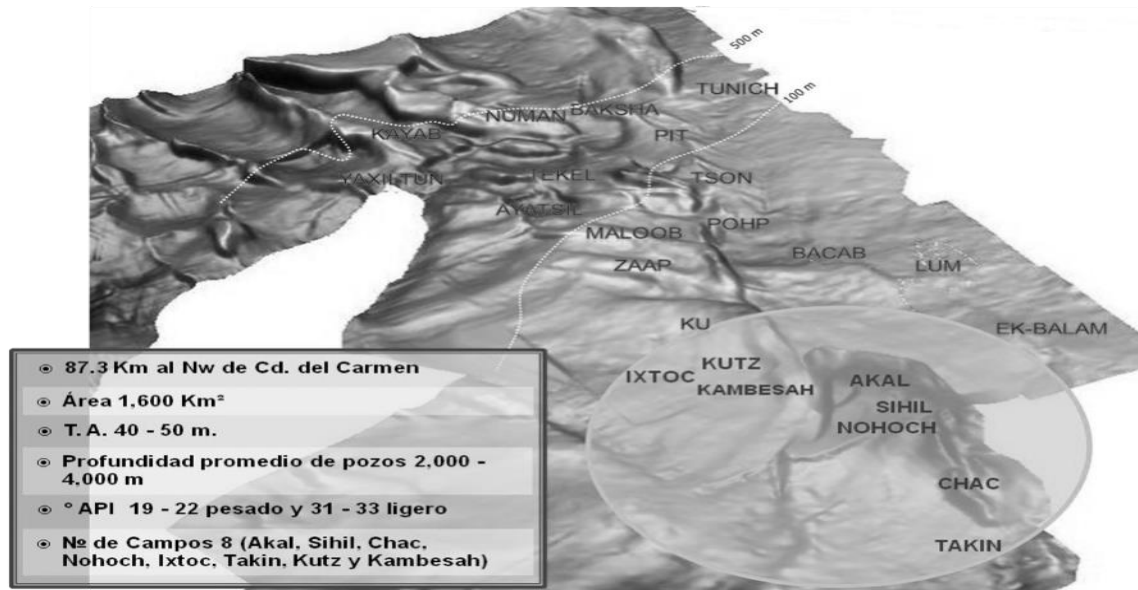 500 m
TUNICH
100 m
NUMAN
BAKSHA
KAYAB
PIT
YAXILTUN
TEKEL
TSON
AYATSIL
POHP
MALOOB
BACAB
ZAAP
LUM
KU
EK-BALAM
KUTZ
IXTOC
AKAL
KAMBESAH
SIHIL
NOHOCH
CHAC
TAKIN
87.3 Km al Nw de Cd. del Carmen
Área 1,600 Km²
T. A. 40 - 50 m.
Profundidad promedio de pozos 2,000 -
4,000 m
° API 19 - 22 pesado y 31 - 33 ligero
Nº de Campos 8 (Akal, Sihil, Chac,
Nohoch, Ixtoc, Takin, Kutz y Kambesah)